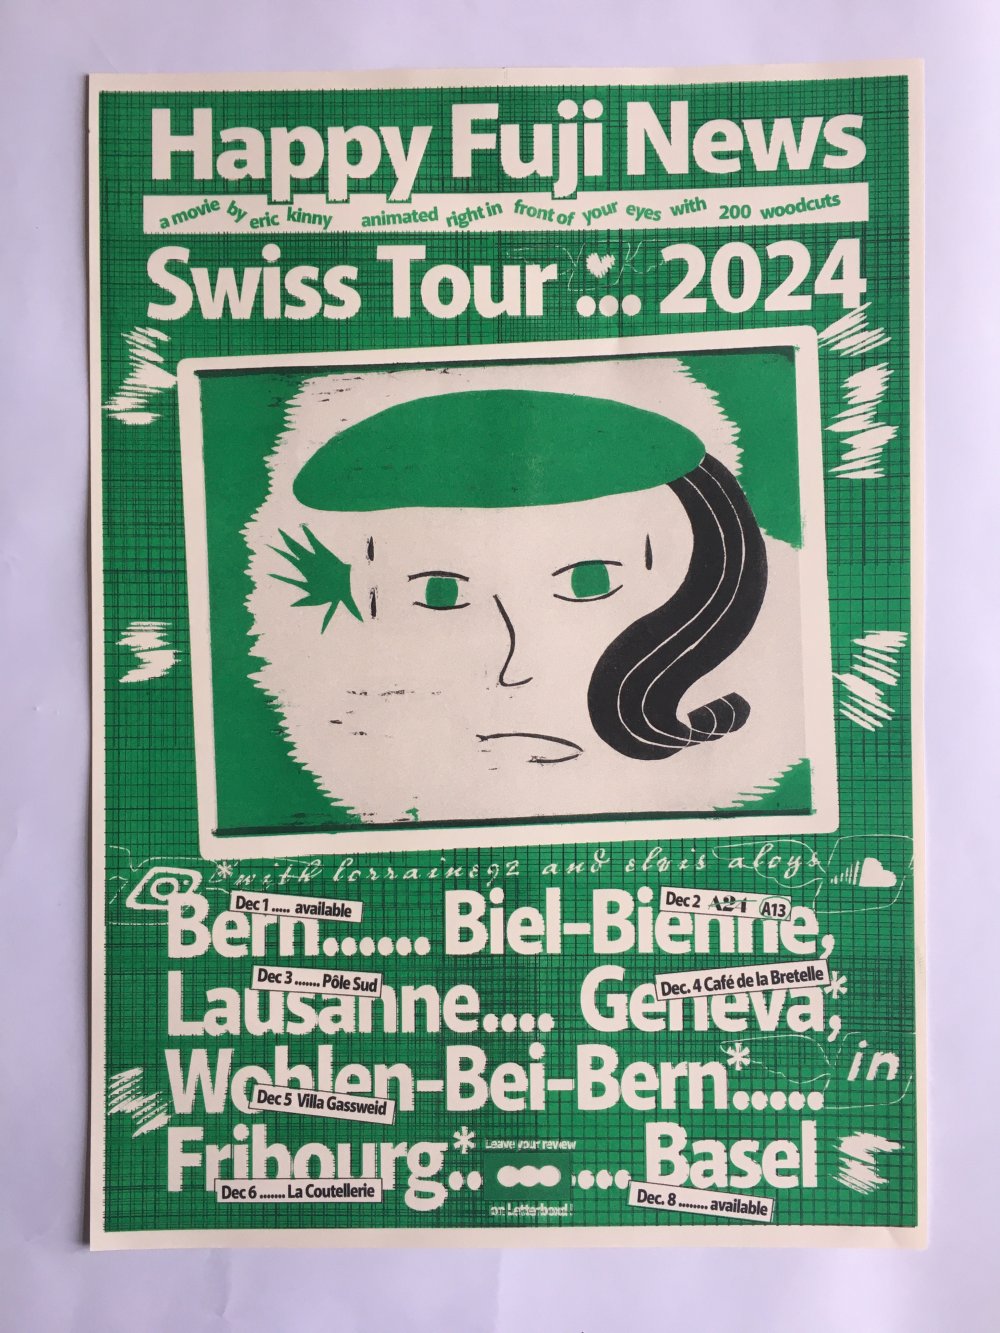 Happy Fuji News
a movie by eric kinny animated right in front of your eyes with 200 woodcuts
Swiss Tour ... 2024
*with lorrainegz and elvis aloys
Dec 1 ..... available
Dec 2 A21 A13
Bern...... Biel-Bienne,
Dec 3 ....... Pôle Sud
Dec. 4 Café de la Bretelle
Lausanne.... Geneva,*
Wohlen-Bei-Bern*..... in
Dec 5 Villa Gassweid
Leave your review
Fribourg*.. .... Basel
Dec 6 ....... La Coutellerie
on Letterboxd!
Dec. 8 ......... available